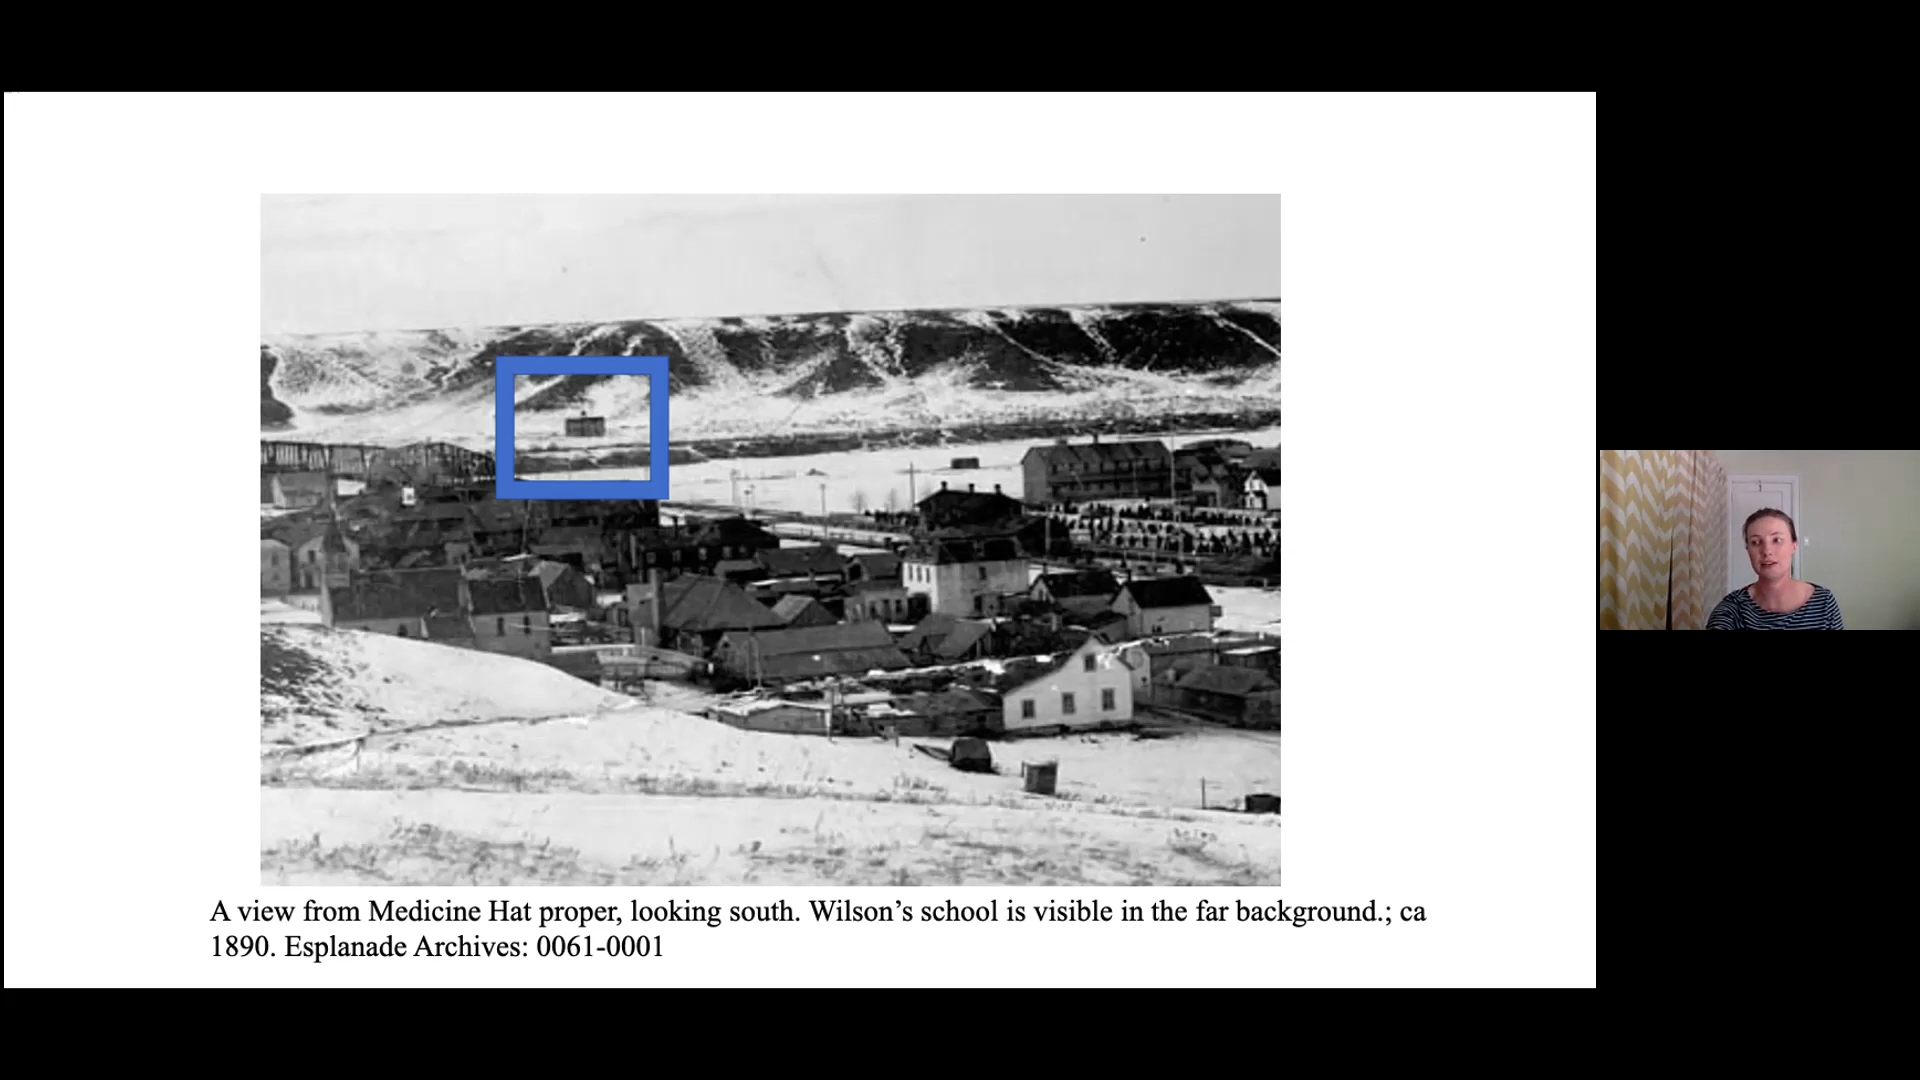 A view from Medicine Hat proper, looking south. Wilson’s school is visible in the far background.; ca
1890. Esplanade Archives: 0061-0001